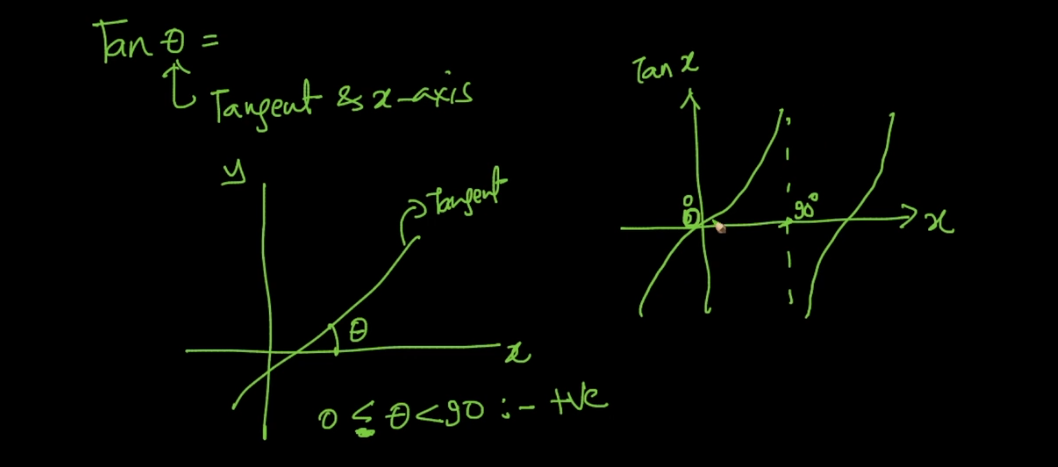 Tan θ =
Tangent & x-axis
y
Tangent
θ
x
0 ≤ θ < 90 :- +ve
Tan x
0°
90°
x